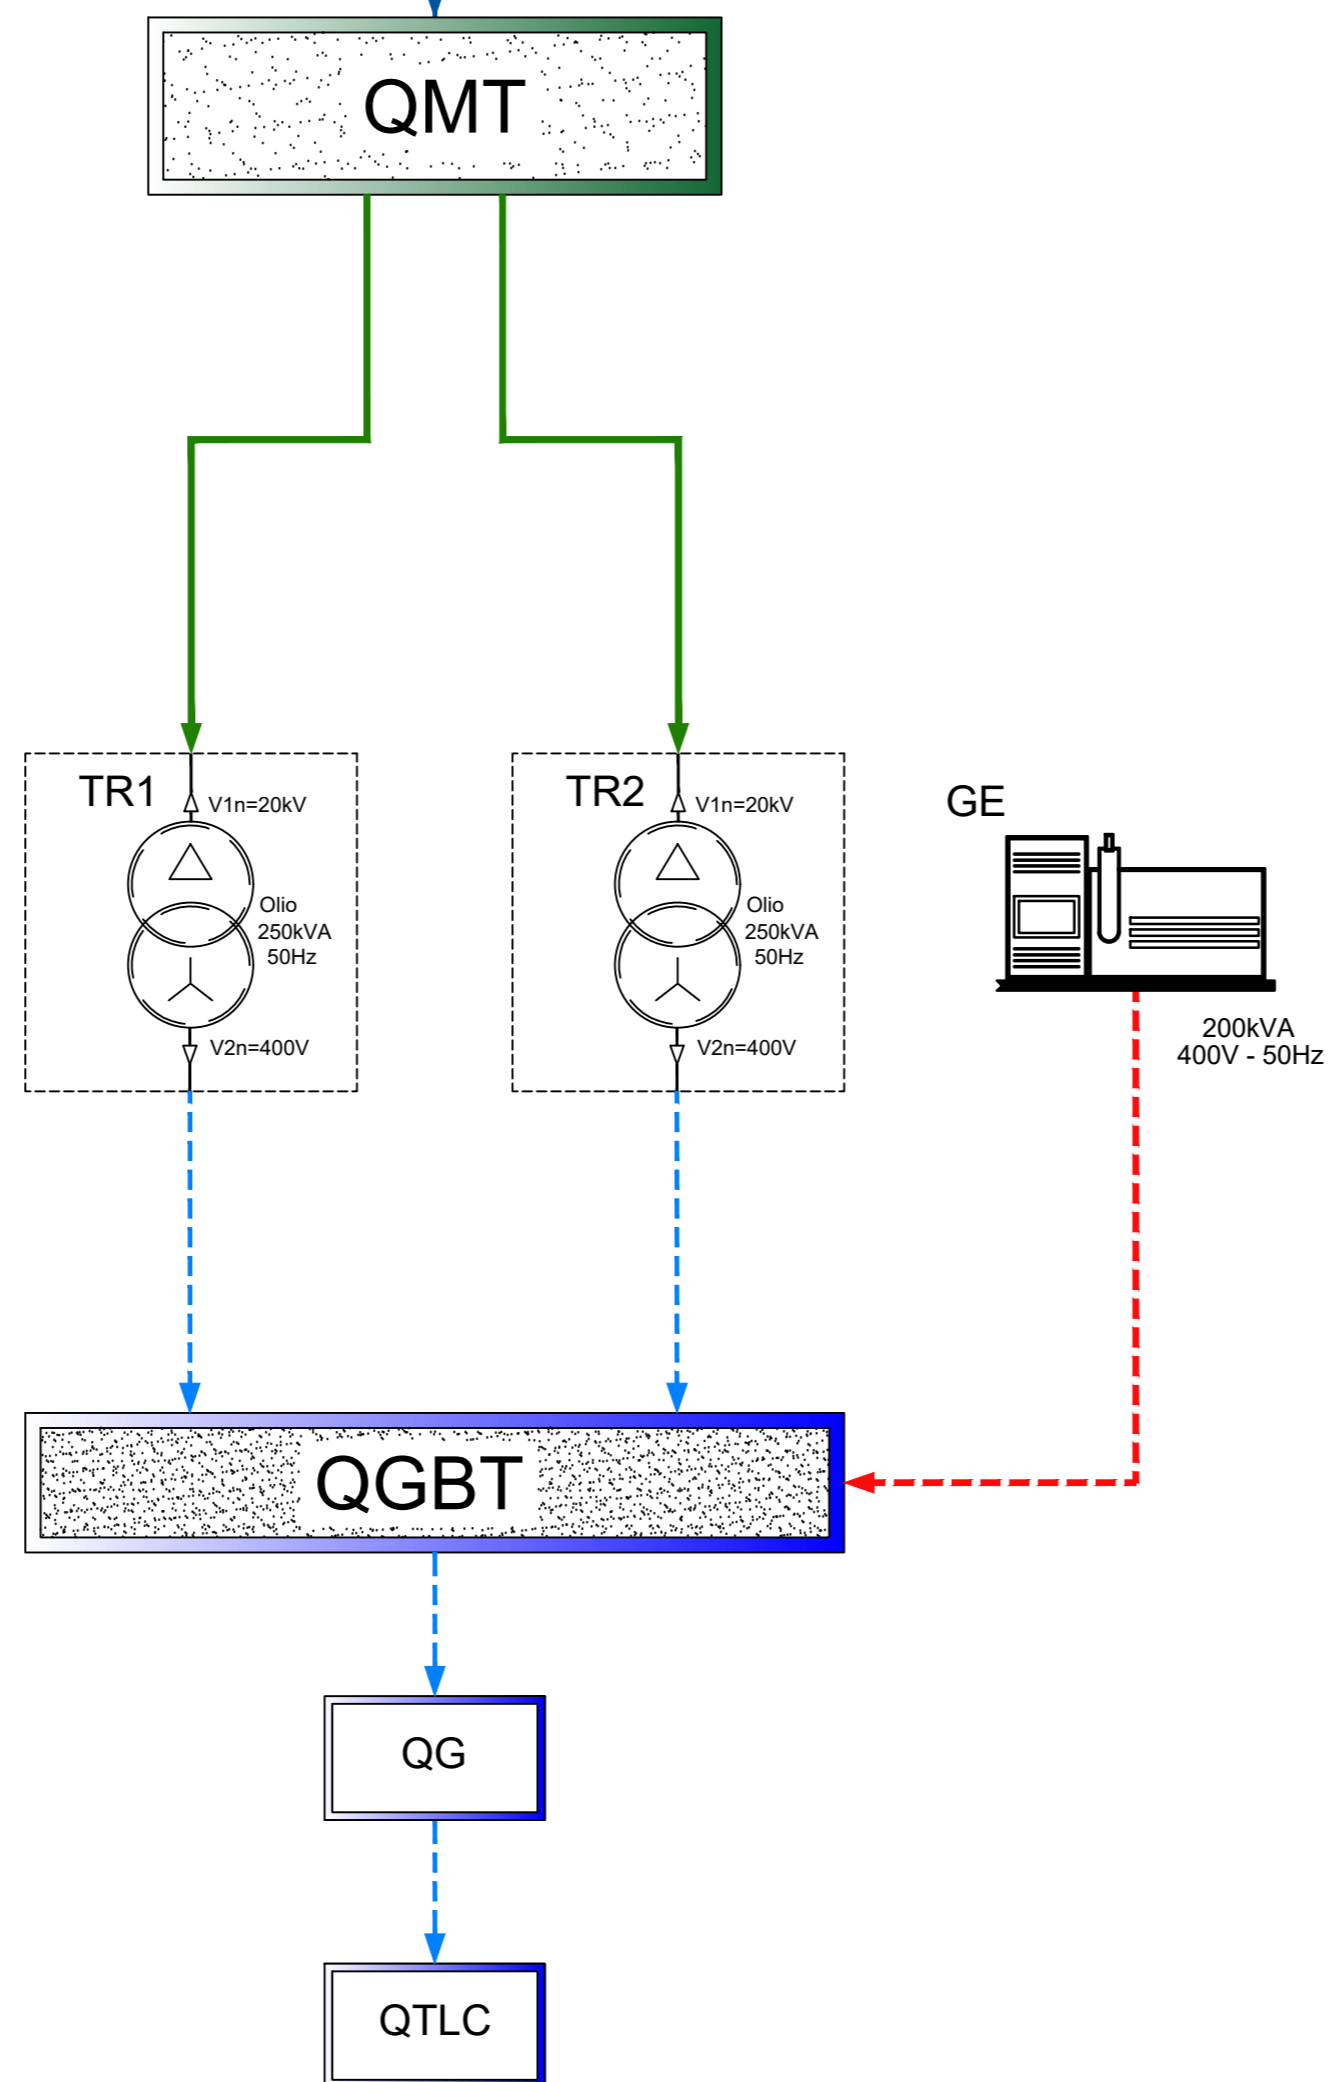 QMT
TR1
V1n=20kV
Olio
250kVA
50Hz
V2n=400V
TR2
V1n=20kV
Olio
250kVA
50Hz
V2n=400V
GE
200kVA
400V - 50Hz
QGBT
QG
QTLC